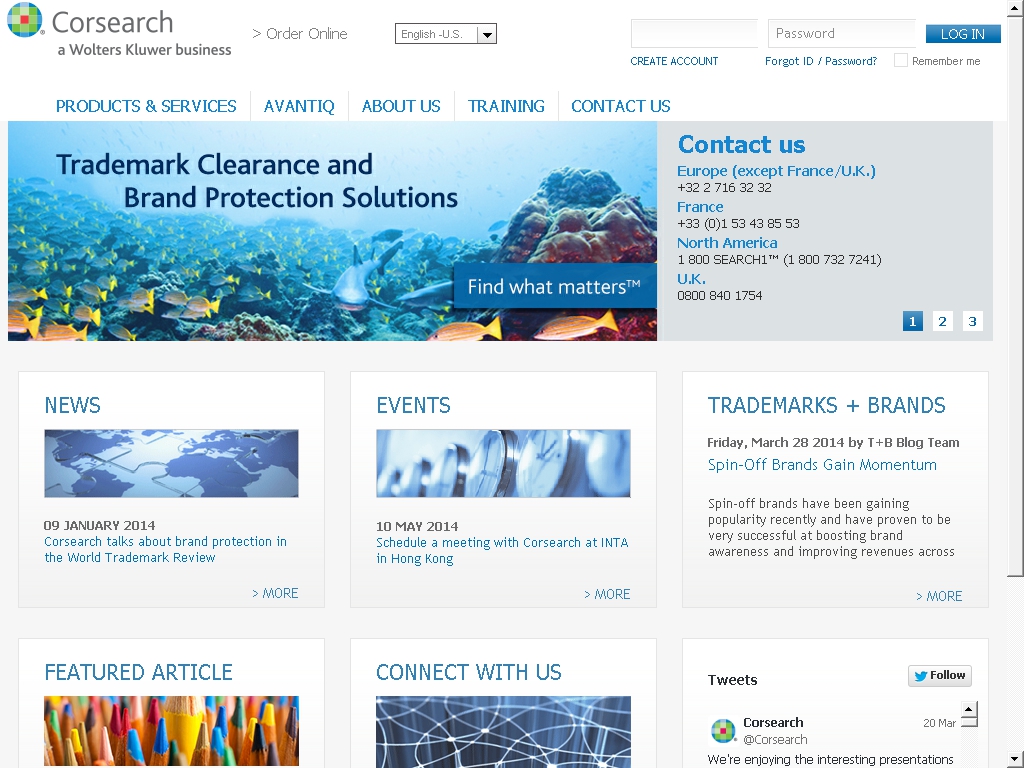 Corsearch
a Wolters Kluwer business
> Order Online
English -U.S.
Password
LOG IN
CREATE ACCOUNT
Forgot ID / Password?
Remember me
PRODUCTS & SERVICES
AVANTIQ
ABOUT US
TRAINING
CONTACT US
Trademark Clearance and
Brand Protection Solutions
Find what matters™
Contact us
Europe (except France/U.K.)
+32 2 716 32 32
France
+33 (0)1 53 43 85 53
North America
1 800 SEARCH1™ (1 800 732 7241)
U.K.
0800 840 1754
1 2 3
NEWS
09 JANUARY 2014
Corsearch talks about brand protection in
the World Trademark Review
> MORE
EVENTS
10 MAY 2014
Schedule a meeting with Corsearch at INTA
in Hong Kong
> MORE
TRADEMARKS + BRANDS
Friday, March 28 2014 by T+B Blog Team
Spin-Off Brands Gain Momentum
Spin-off brands have been gaining
popularity recently and have proven to be
very successful at boosting brand
awareness and improving revenues across
> MORE
FEATURED ARTICLE
CONNECT WITH US
Tweets
Follow
Corsearch
20 Mar
@Corsearch
We're enjoying the interesting presentations